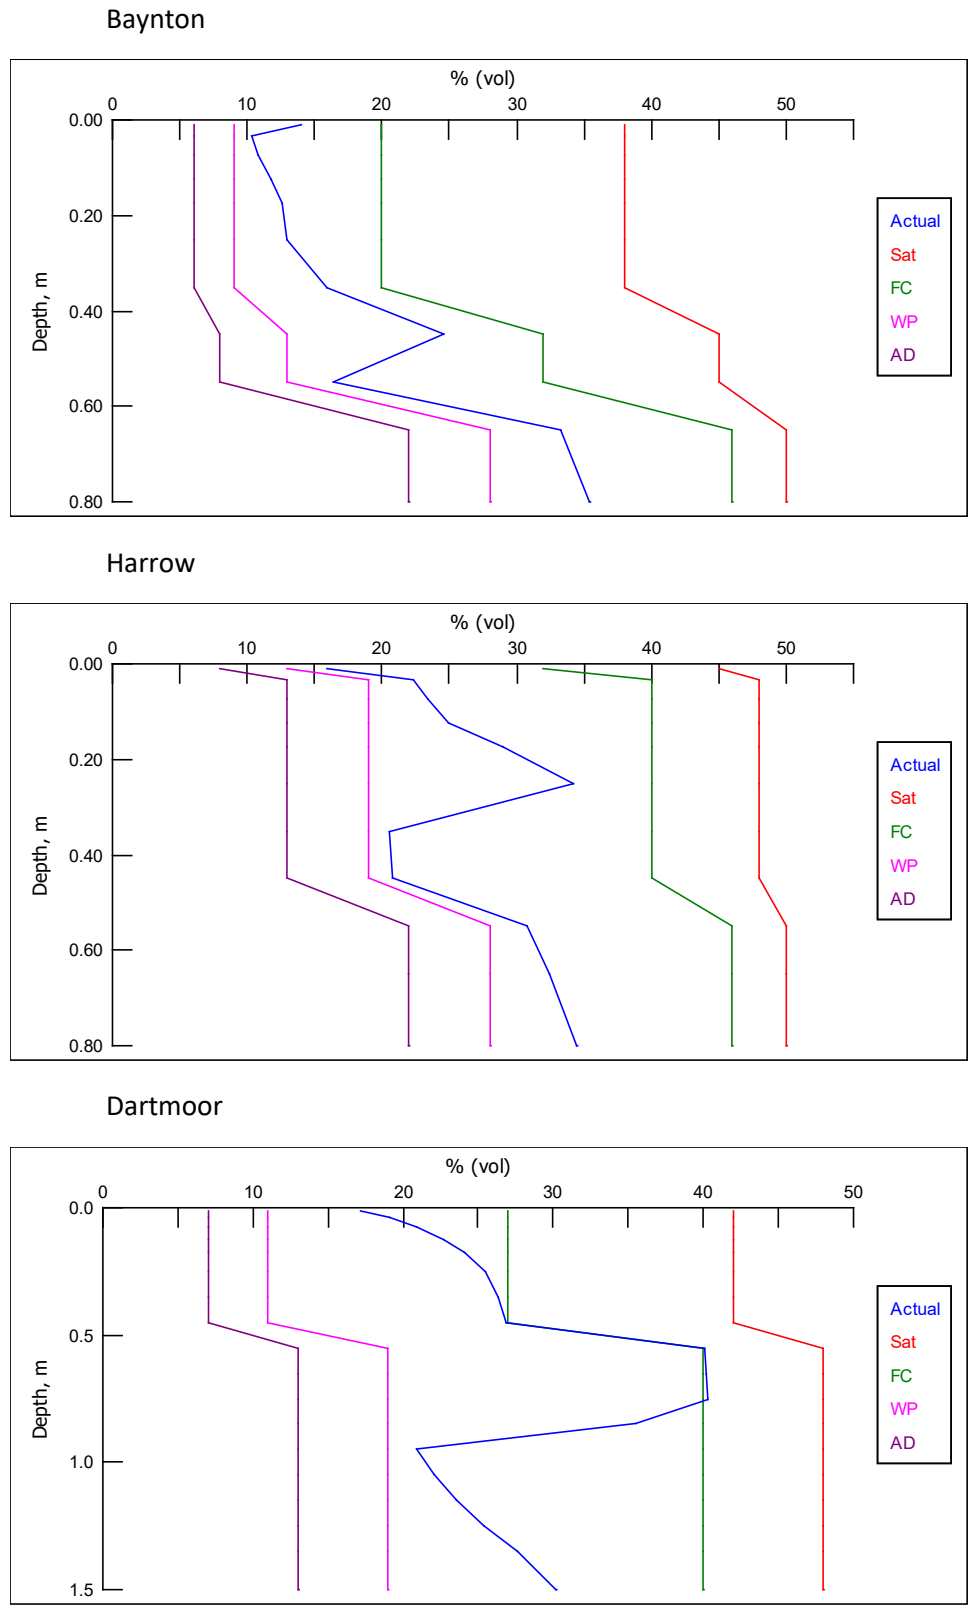 Baynton
% (vol)
0 10 20 30 40 50
0.00
0.20
0.40
0.60
0.80
Depth, m
Actual
Sat
FC
WP
AD
Harrow
% (vol)
0 10 20 30 40 50
0.00
0.20
0.40
0.60
0.80
Depth, m
Actual
Sat
FC
WP
AD
Dartmoor
% (vol)
0 10 20 30 40 50
0.0
0.5
1.0
1.5
Depth, m
Actual
Sat
FC
WP
AD